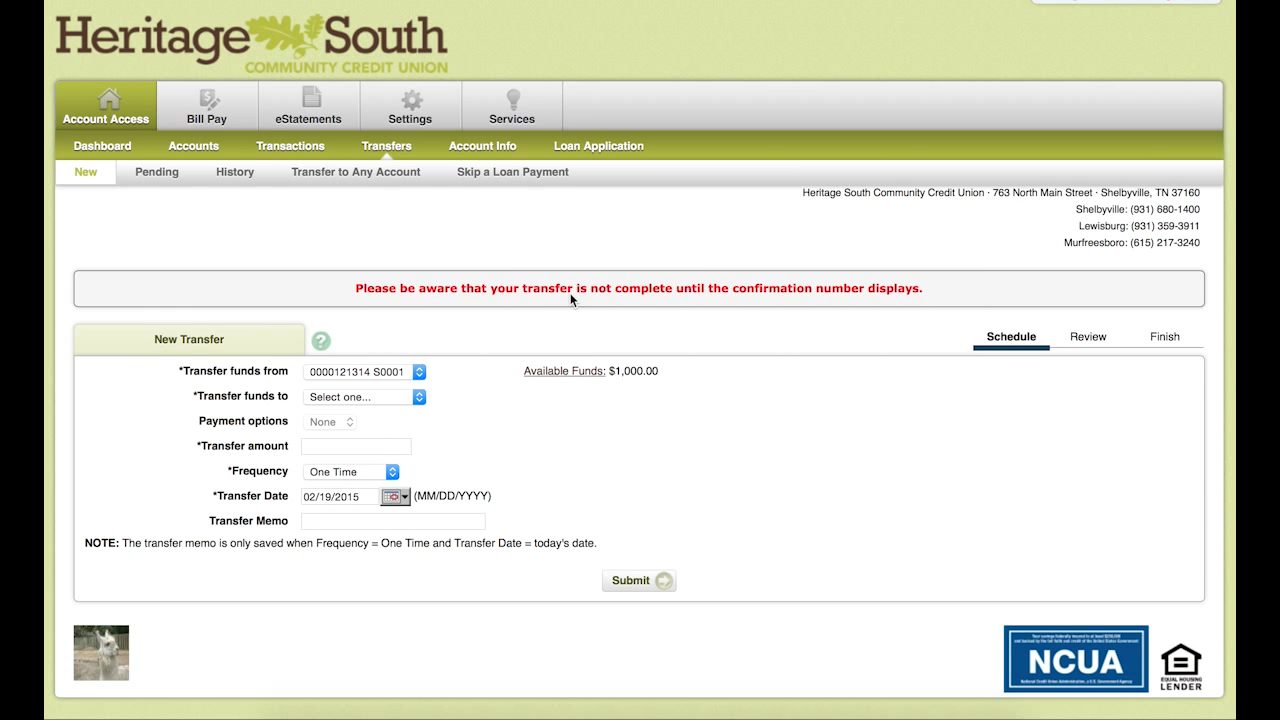 Heritage South
COMMUNITY CREDIT UNION
Account Access
Bill Pay
eStatements
Settings
Services
Dashboard
Accounts
Transactions
Transfers
Account Info
Loan Application
New
Pending
History
Transfer to Any Account
Skip a Loan Payment
Heritage South Community Credit Union · 763 North Main Street · Shelbyville, TN 37160
Shelbyville: (931) 680-1400
Lewisburg: (931) 359-3911
Murfreesboro: (615) 217-3240
Please be aware that your transfer is not complete until the confirmation number displays.
New Transfer
?
Schedule
Review
Finish
*Transfer funds from
0000121314 S0001
Available Funds: $1,000.00
*Transfer funds to
Select one...
Payment options
None
*Transfer amount
*Frequency
One Time
*Transfer Date
02/19/2015
(MM/DD/YYYY)
Transfer Memo
NOTE: The transfer memo is only saved when Frequency = One Time and Transfer Date = today's date.
Submit
NCUA
EQUAL HOUSING
LENDER